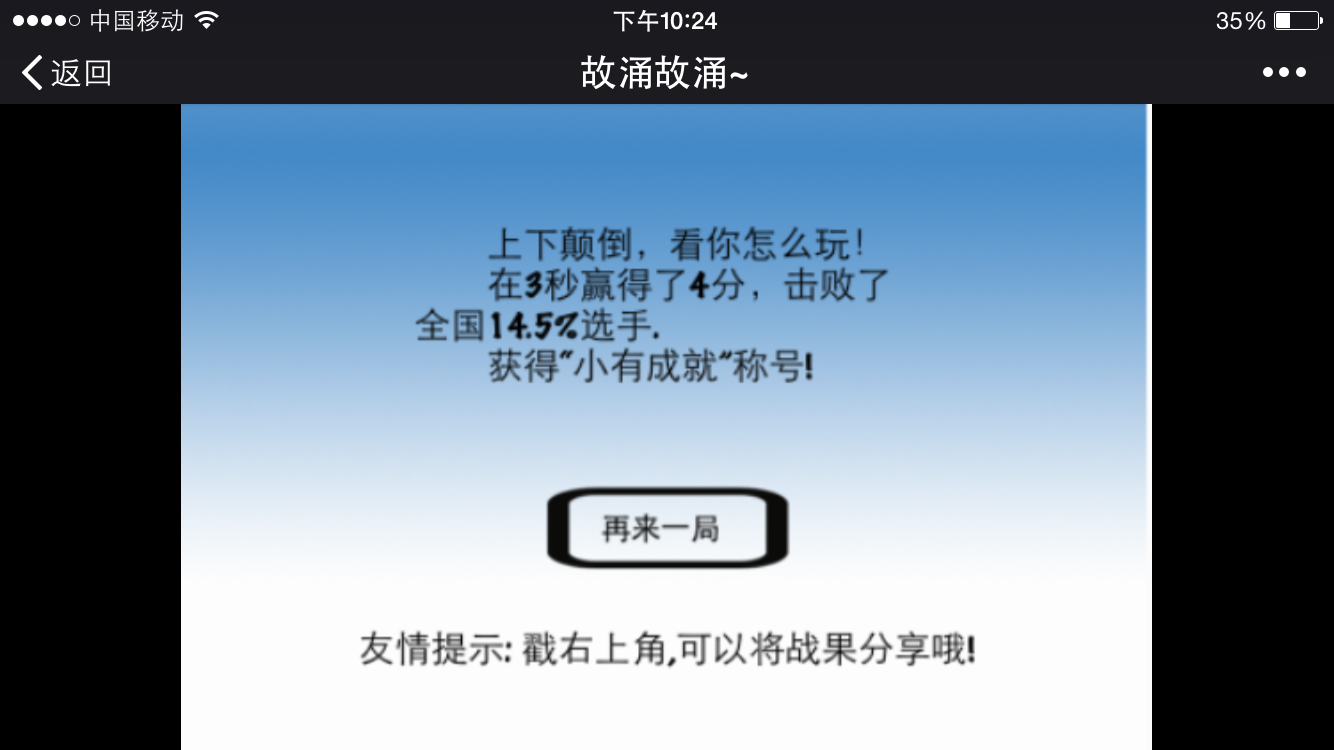 中国移动 下午10:24 35%
返回 故涌故涌~
上下颠倒，看你怎么玩！
在3秒赢得了4分，击败了
全国14.5%选手.
获得"小有成就"称号!
再来一局
友情提示: 戳右上角,可以将战果分享哦!